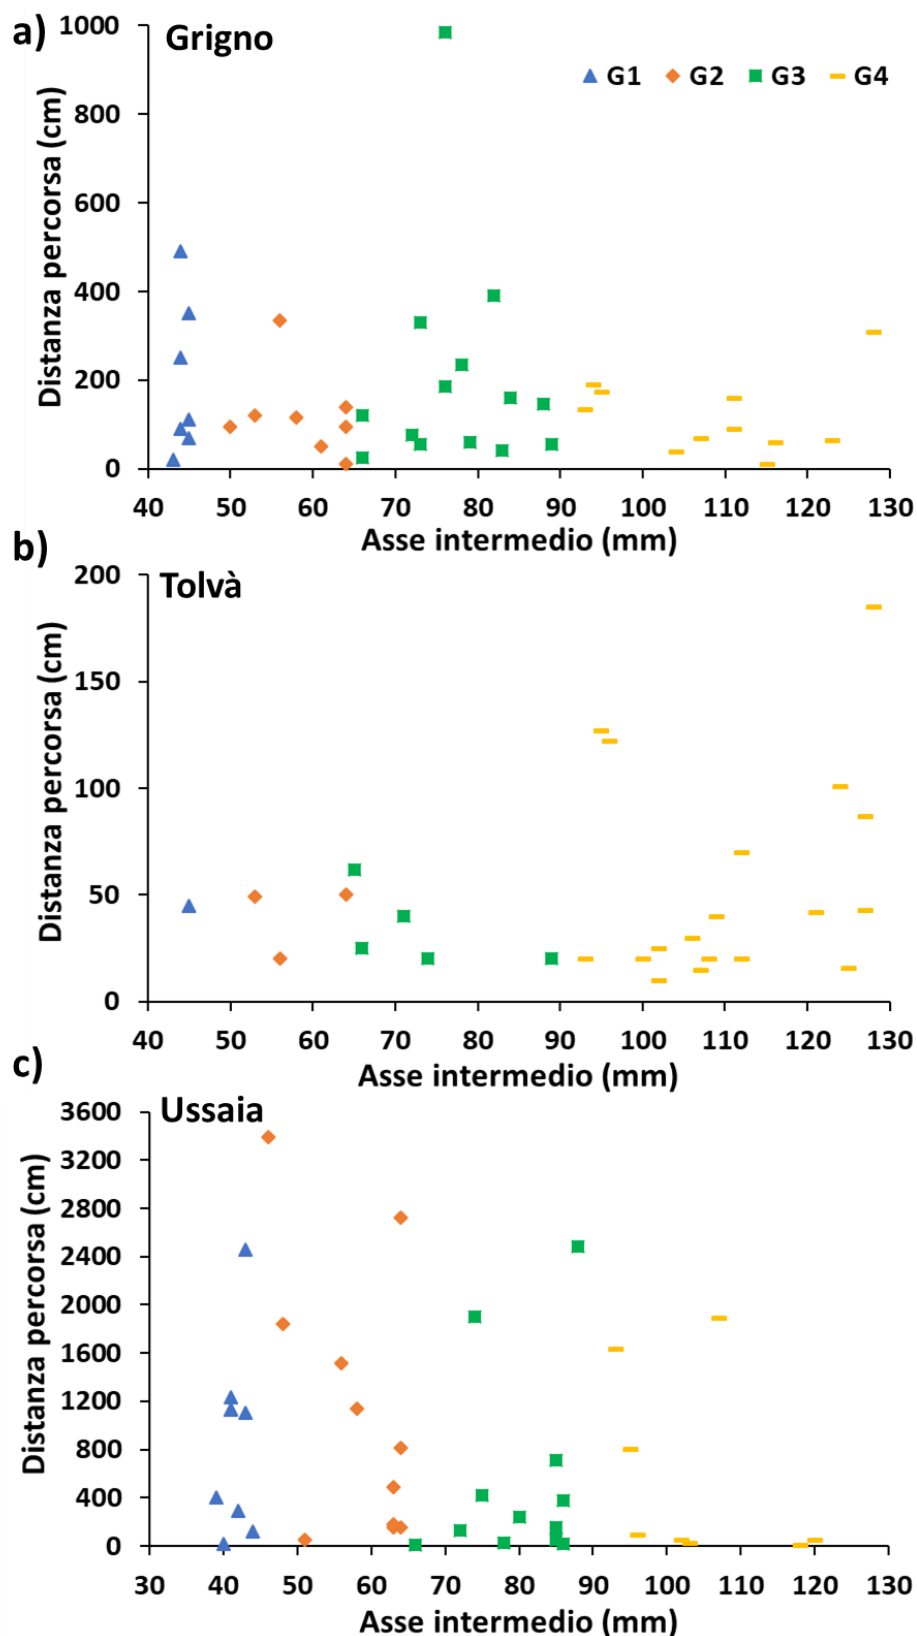 a) Grigno
G1 G2 G3 G4
Distanza percorsa (cm)
1000
800
600
400
200
0
40 50 60 70 80 90 100 110 120 130
Asse intermedio (mm)
b) Tolvà
Distanza percorsa (cm)
200
150
100
50
0
40 50 60 70 80 90 100 110 120 130
Asse intermedio (mm)
c) Ussaia
Distanza percorsa (cm)
3600
3200
2800
2400
2000
1600
1200
800
400
0
30 40 50 60 70 80 90 100 110 120 130
Asse intermedio (mm)